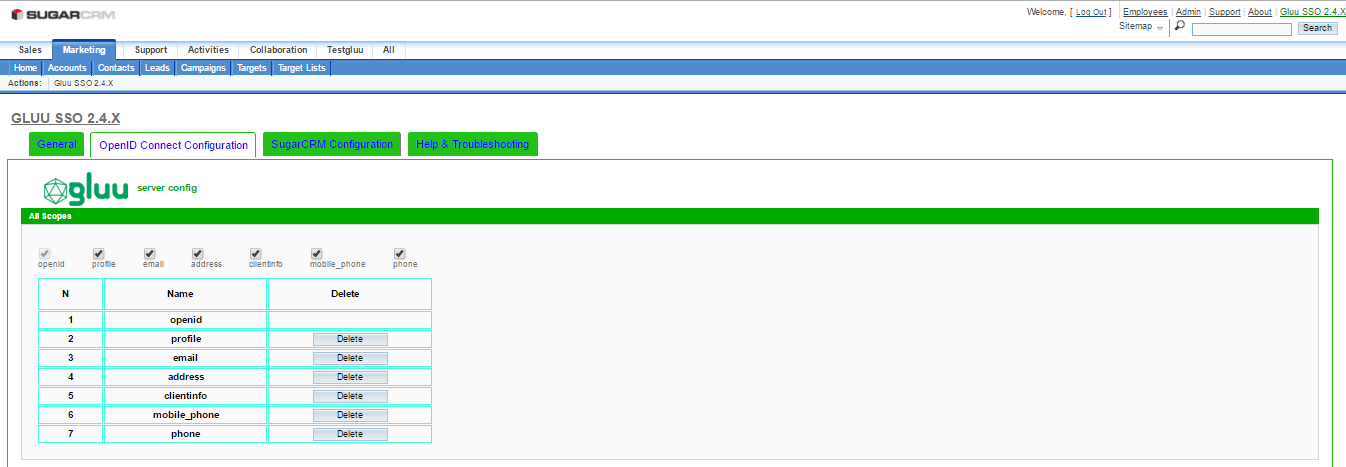 SUGARCRM
Welcome, [ Log Out ] Employees | Admin | Support | About | Gluu SSO 2.4.X
Sitemap Search
Sales Marketing Support Activities Collaboration Testgluu All
Home Accounts Contacts Leads Campaigns Targets Target Lists
Actions: Gluu SSO 2.4.X
GLUU SSO 2.4.X
General OpenID Connect Configuration SugarCRM Configuration Help & Troubleshooting
gluu server config
All Scopes
openid profile email address clientinfo mobile_phone phone
N Name Delete
1 openid
2 profile Delete
3 email Delete
4 address Delete
5 clientinfo Delete
6 mobile_phone Delete
7 phone Delete